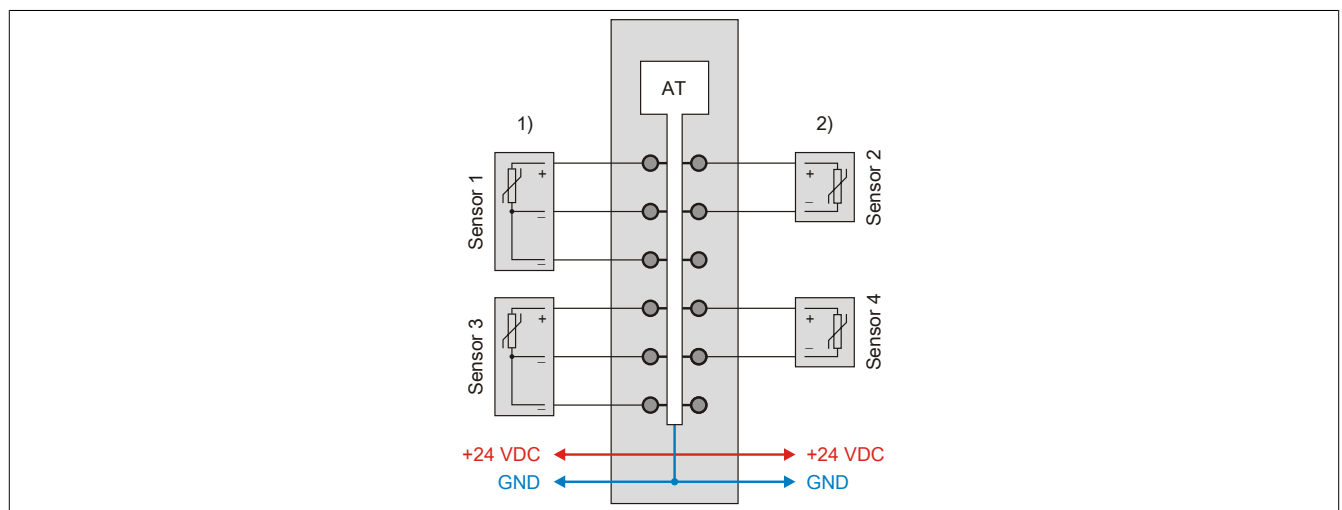 AT
1)
2)
Sensor 1
+
−
−
Sensor 2
+
−
Sensor 3
+
−
−
Sensor 4
+
−
+24 VDC
+24 VDC
GND
GND